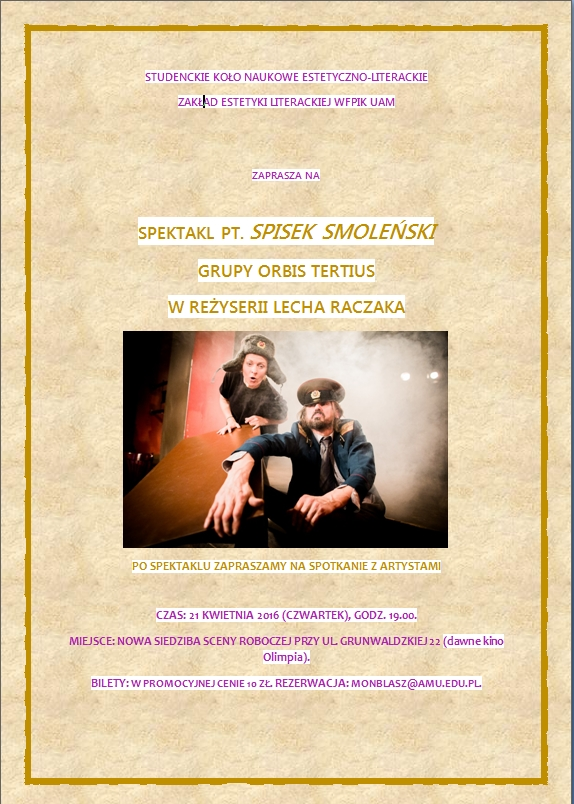 STUDENCKIE KOŁO NAUKOWE ESTETYCZNO-LITERACKIE
ZAKŁAD ESTETYKI LITERACKIEJ WFPIK UAM
ZAPRASZA NA
SPEKTAKL PT. SPISEK SMOLEŃSKI
GRUPY ORBIS TERTIUS
W REŻYSERII LECHA RACZAKA
PO SPEKTAKLU ZAPRASZAMY NA SPOTKANIE Z ARTYSTAMI
CZAS: 21 KWIETNIA 2016 (CZWARTEK), GODZ. 19.00.
MIEJSCE: NOWA SIEDZIBA SCENY ROBOCZEJ PRZY UL. GRUNWALDZKIEJ 22 (dawne kino
Olimpia).
BILETY: W PROMOCYJNEJ CENIE 10 ZŁ. REZERWACJA: MONBLASZ@AMU.EDU.PL.